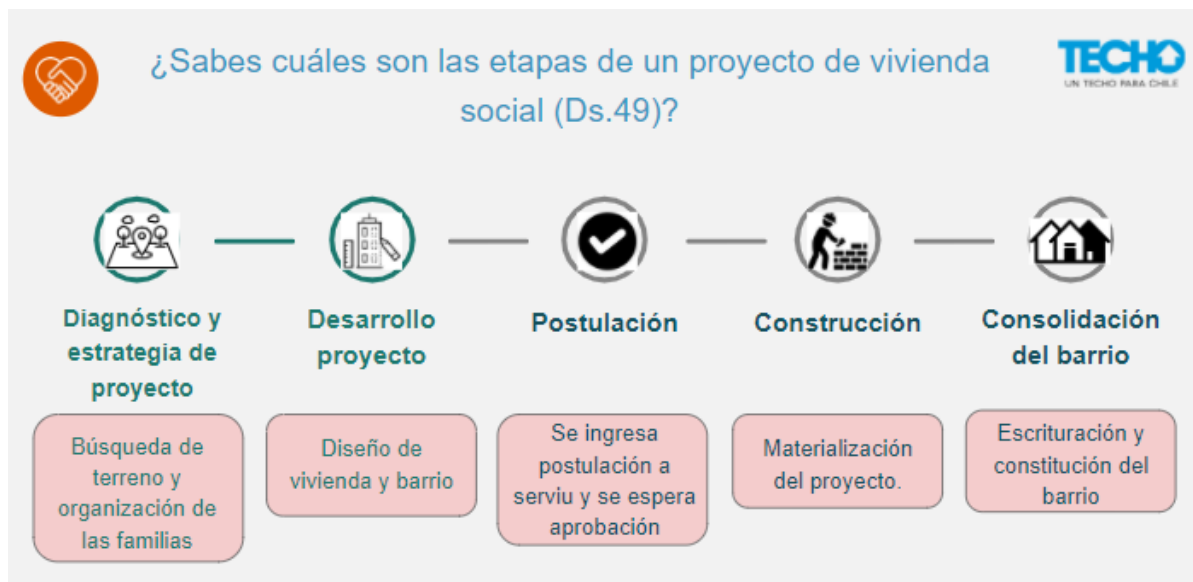 ¿Sabes cuáles son las etapas de un proyecto de vivienda
social (Ds.49)?
TECHO
UN TECHO PARA CHILE
Diagnóstico y
estrategia de
proyecto
Búsqueda de
terreno y
organización de
las familias
Desarrollo
proyecto
Diseño de
vivienda y barrio
Postulación
Se ingresa
postulación a
serviu y se espera
aprobación
Construcción
Materialización
del proyecto.
Consolidación
del barrio
Escrituración y
constitución del
barrio